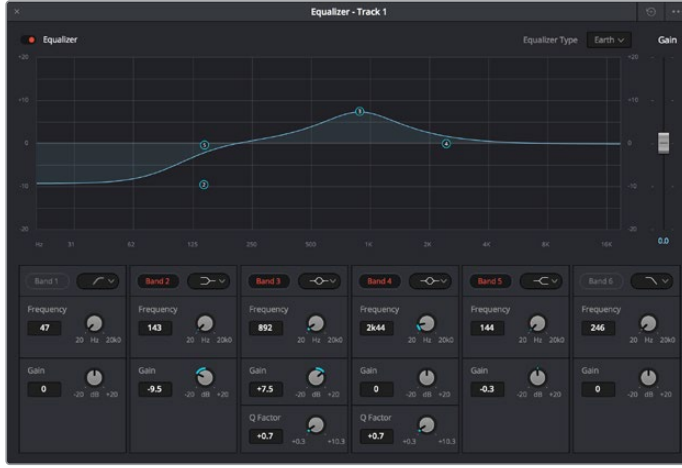 Equalizer - Track 1
Equalizer
Equalizer Type Earth Gain
+20 +20
+10 +10
0 0
-10 -10
-20 -20
Hz 31 62 125 250 500 1K 2K 4K 8K 16K
0.0
Band 1 Band 2 Band 3 Band 4 Band 5 Band 6
Frequency Frequency Frequency Frequency Frequency Frequency
47 143 892 2k44 144 246
20 Hz 20k0 20 Hz 20k0 20 Hz 20k0 20 Hz 20k0 20 Hz 20k0 20 Hz 20k0
Gain Gain Gain Gain Gain Gain
0 -9.5 +7.5 0 -0.3 0
-20 dB +20 -20 dB +20 -20 dB +20 -20 dB +20 -20 dB +20 -20 dB +20
Q Factor Q Factor
+0.7 +0.7
+0.3 +10.3 +0.3 +10.3